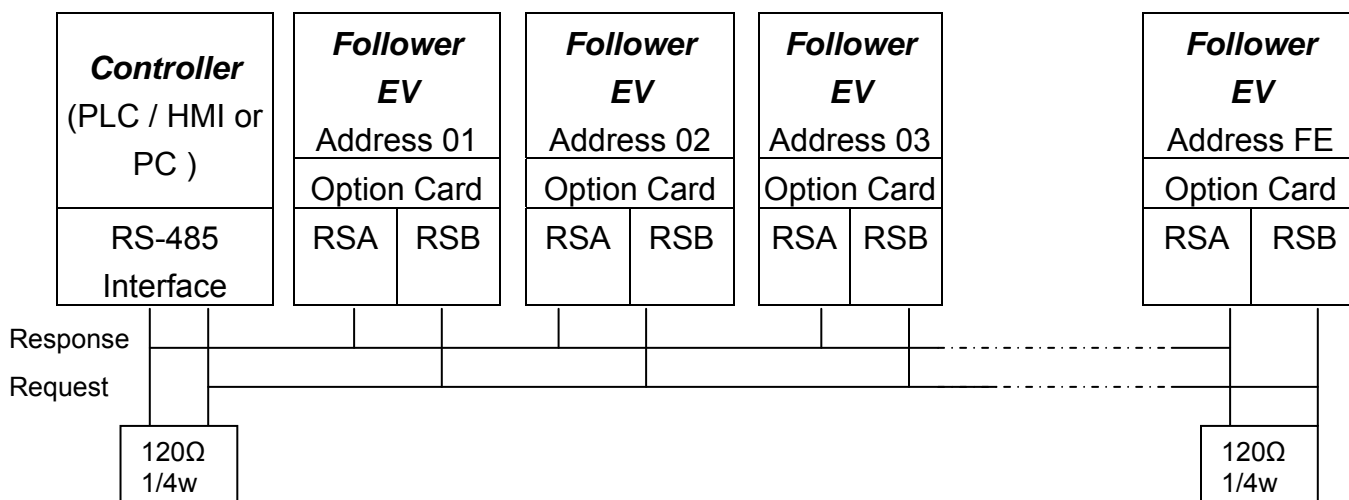 Controller
(PLC / HMI or
PC )
RS-485
Interface
Follower
EV
Address 01
Option Card
RSA RSB
Follower
EV
Address 02
Option Card
RSA RSB
Follower
EV
Address 03
Option Card
RSA RSB
Follower
EV
Address FE
Option Card
RSA RSB
Response
Request
120Ω
1/4w
120Ω
1/4w